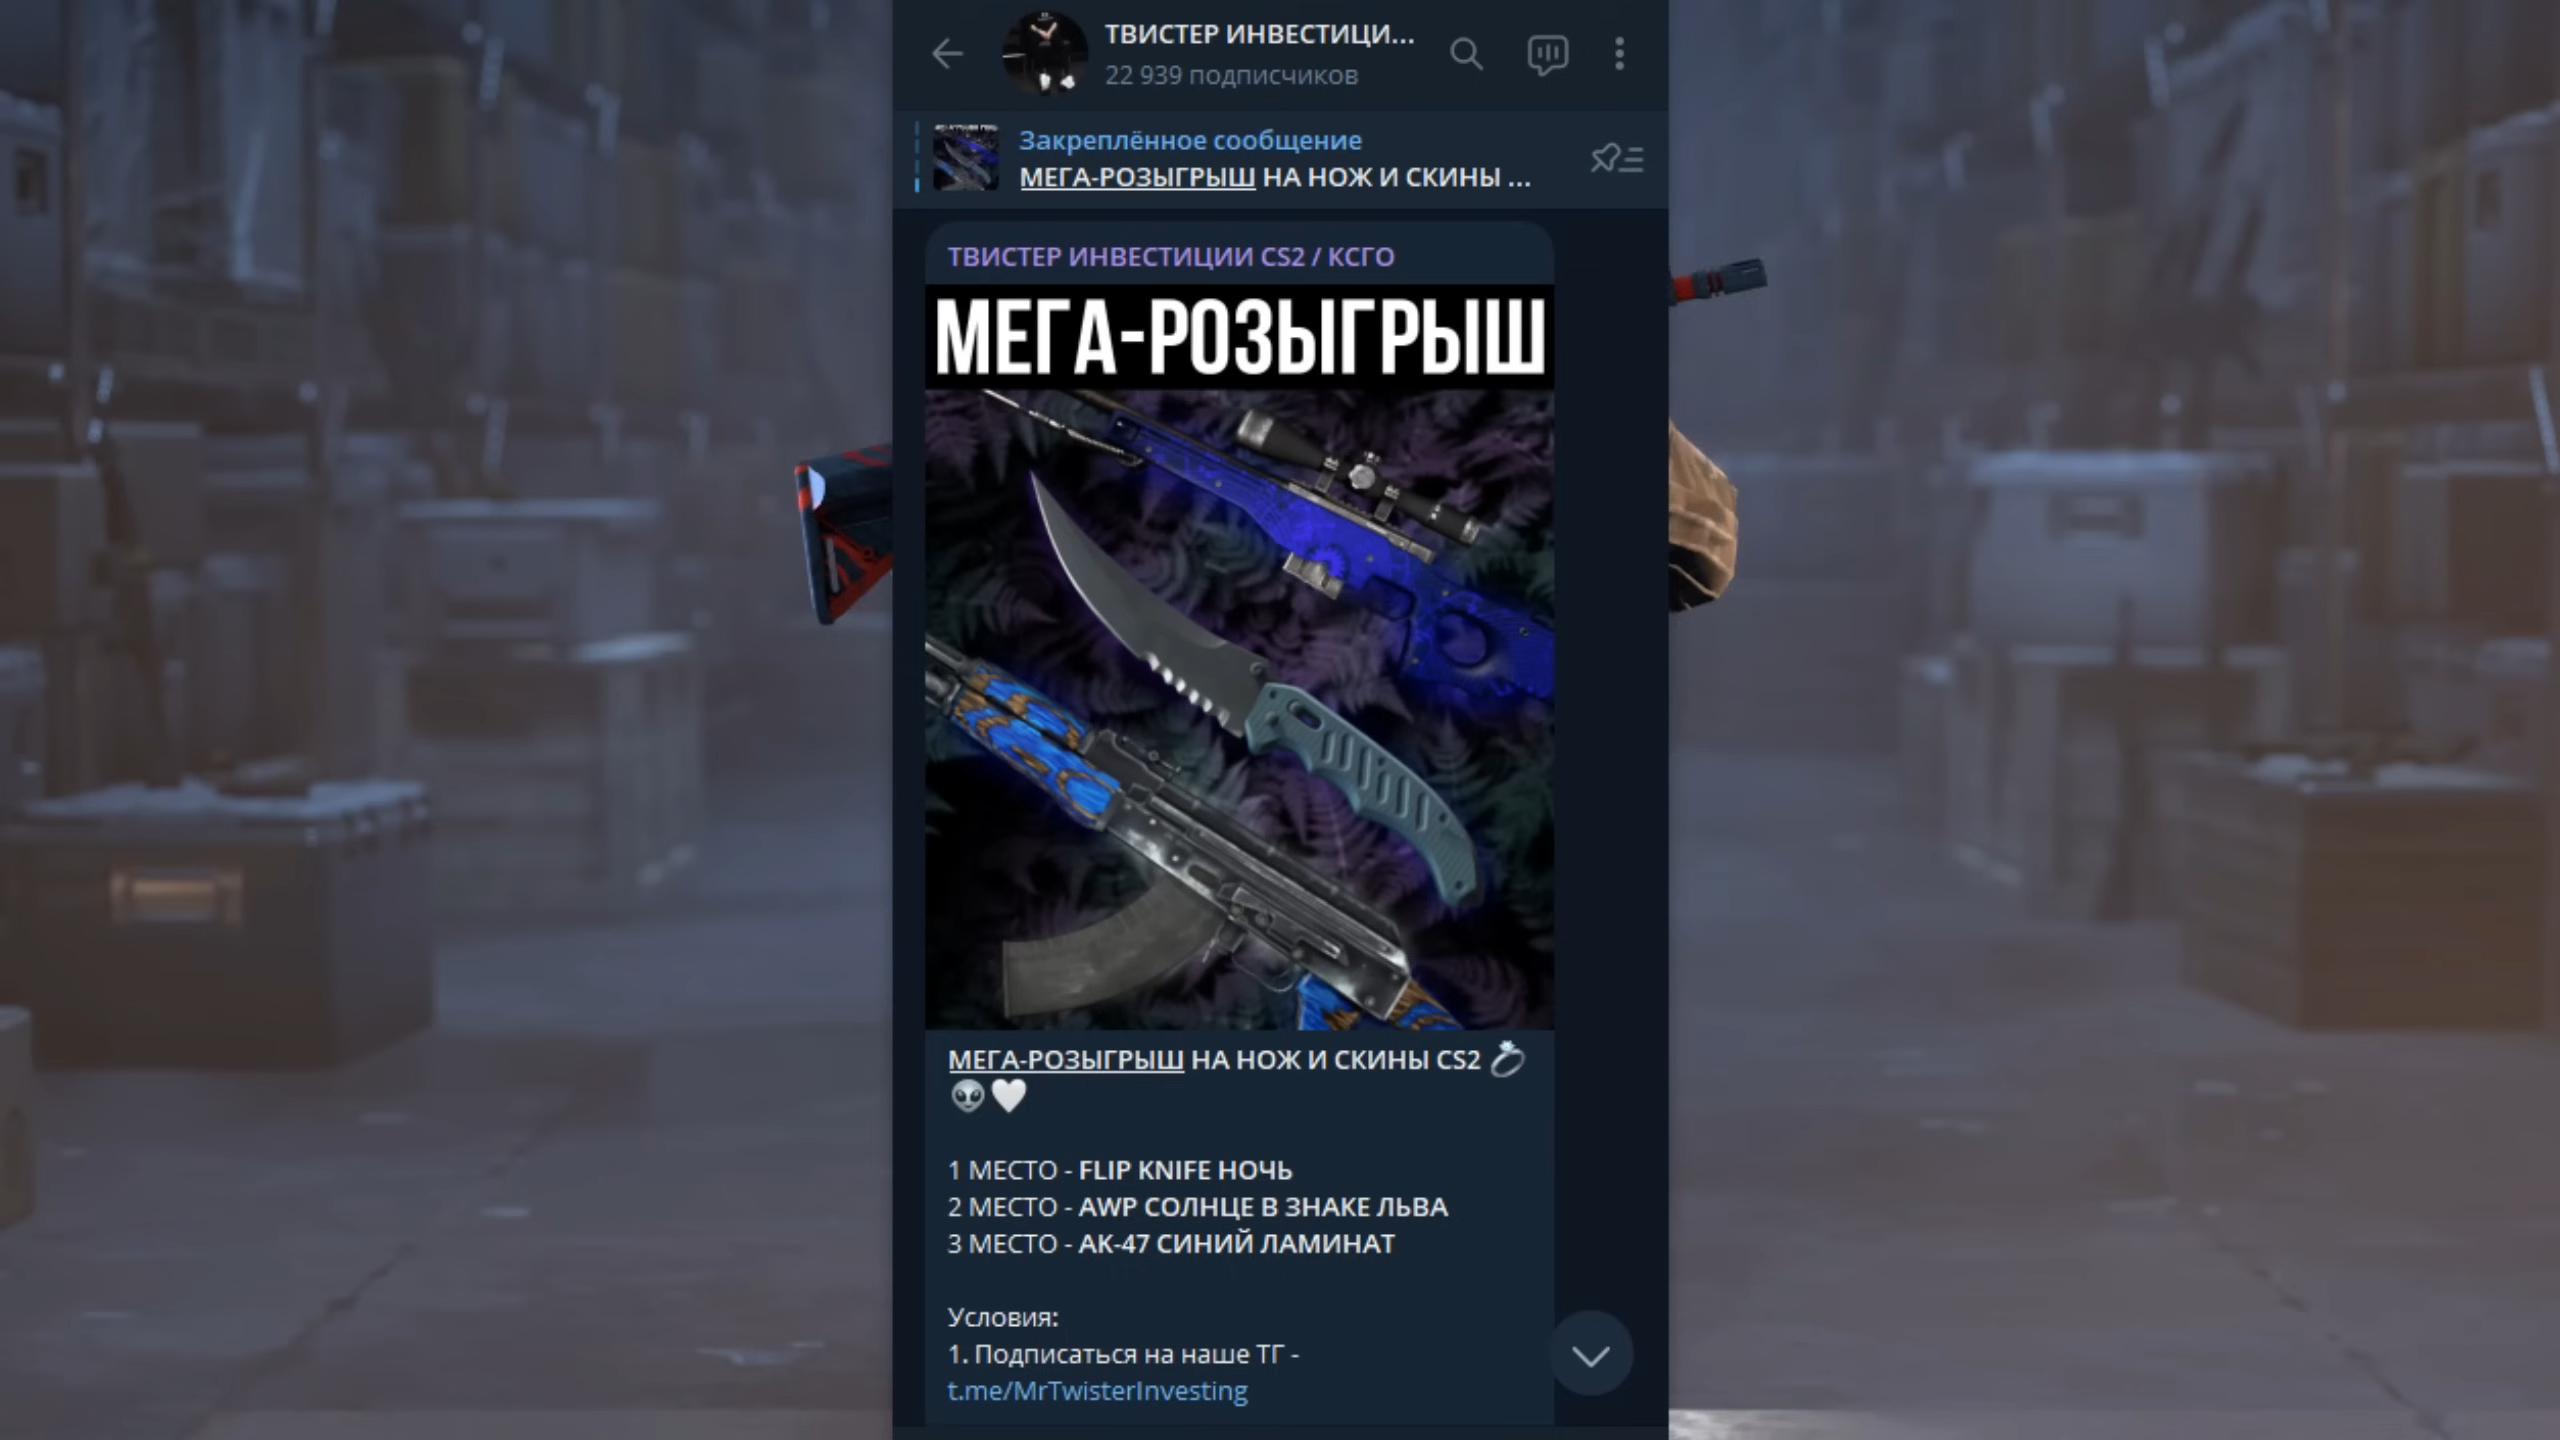 ТВИСТЕР ИНВЕСТИЦИ...
22 939 подписчиков
Закреплённое сообщение
МЕГА-РОЗЫГРЫШ НА НОЖ И СКИНЫ ...
ТВИСТЕР ИНВЕСТИЦИИ CS2 / КСГО
МЕГА-РОЗЫГРЫШ
МЕГА-РОЗЫГРЫШ НА НОЖ И СКИНЫ CS2 💍
👽🤍
1 МЕСТО - FLIP KNIFE НОЧЬ
2 МЕСТО - AWP СОЛНЦЕ В ЗНАКЕ ЛЬВА
3 МЕСТО - AK-47 СИНИЙ ЛАМИНАТ
Условия:
1. Подписаться на наше ТГ -
t.me/MrTwisterInvesting